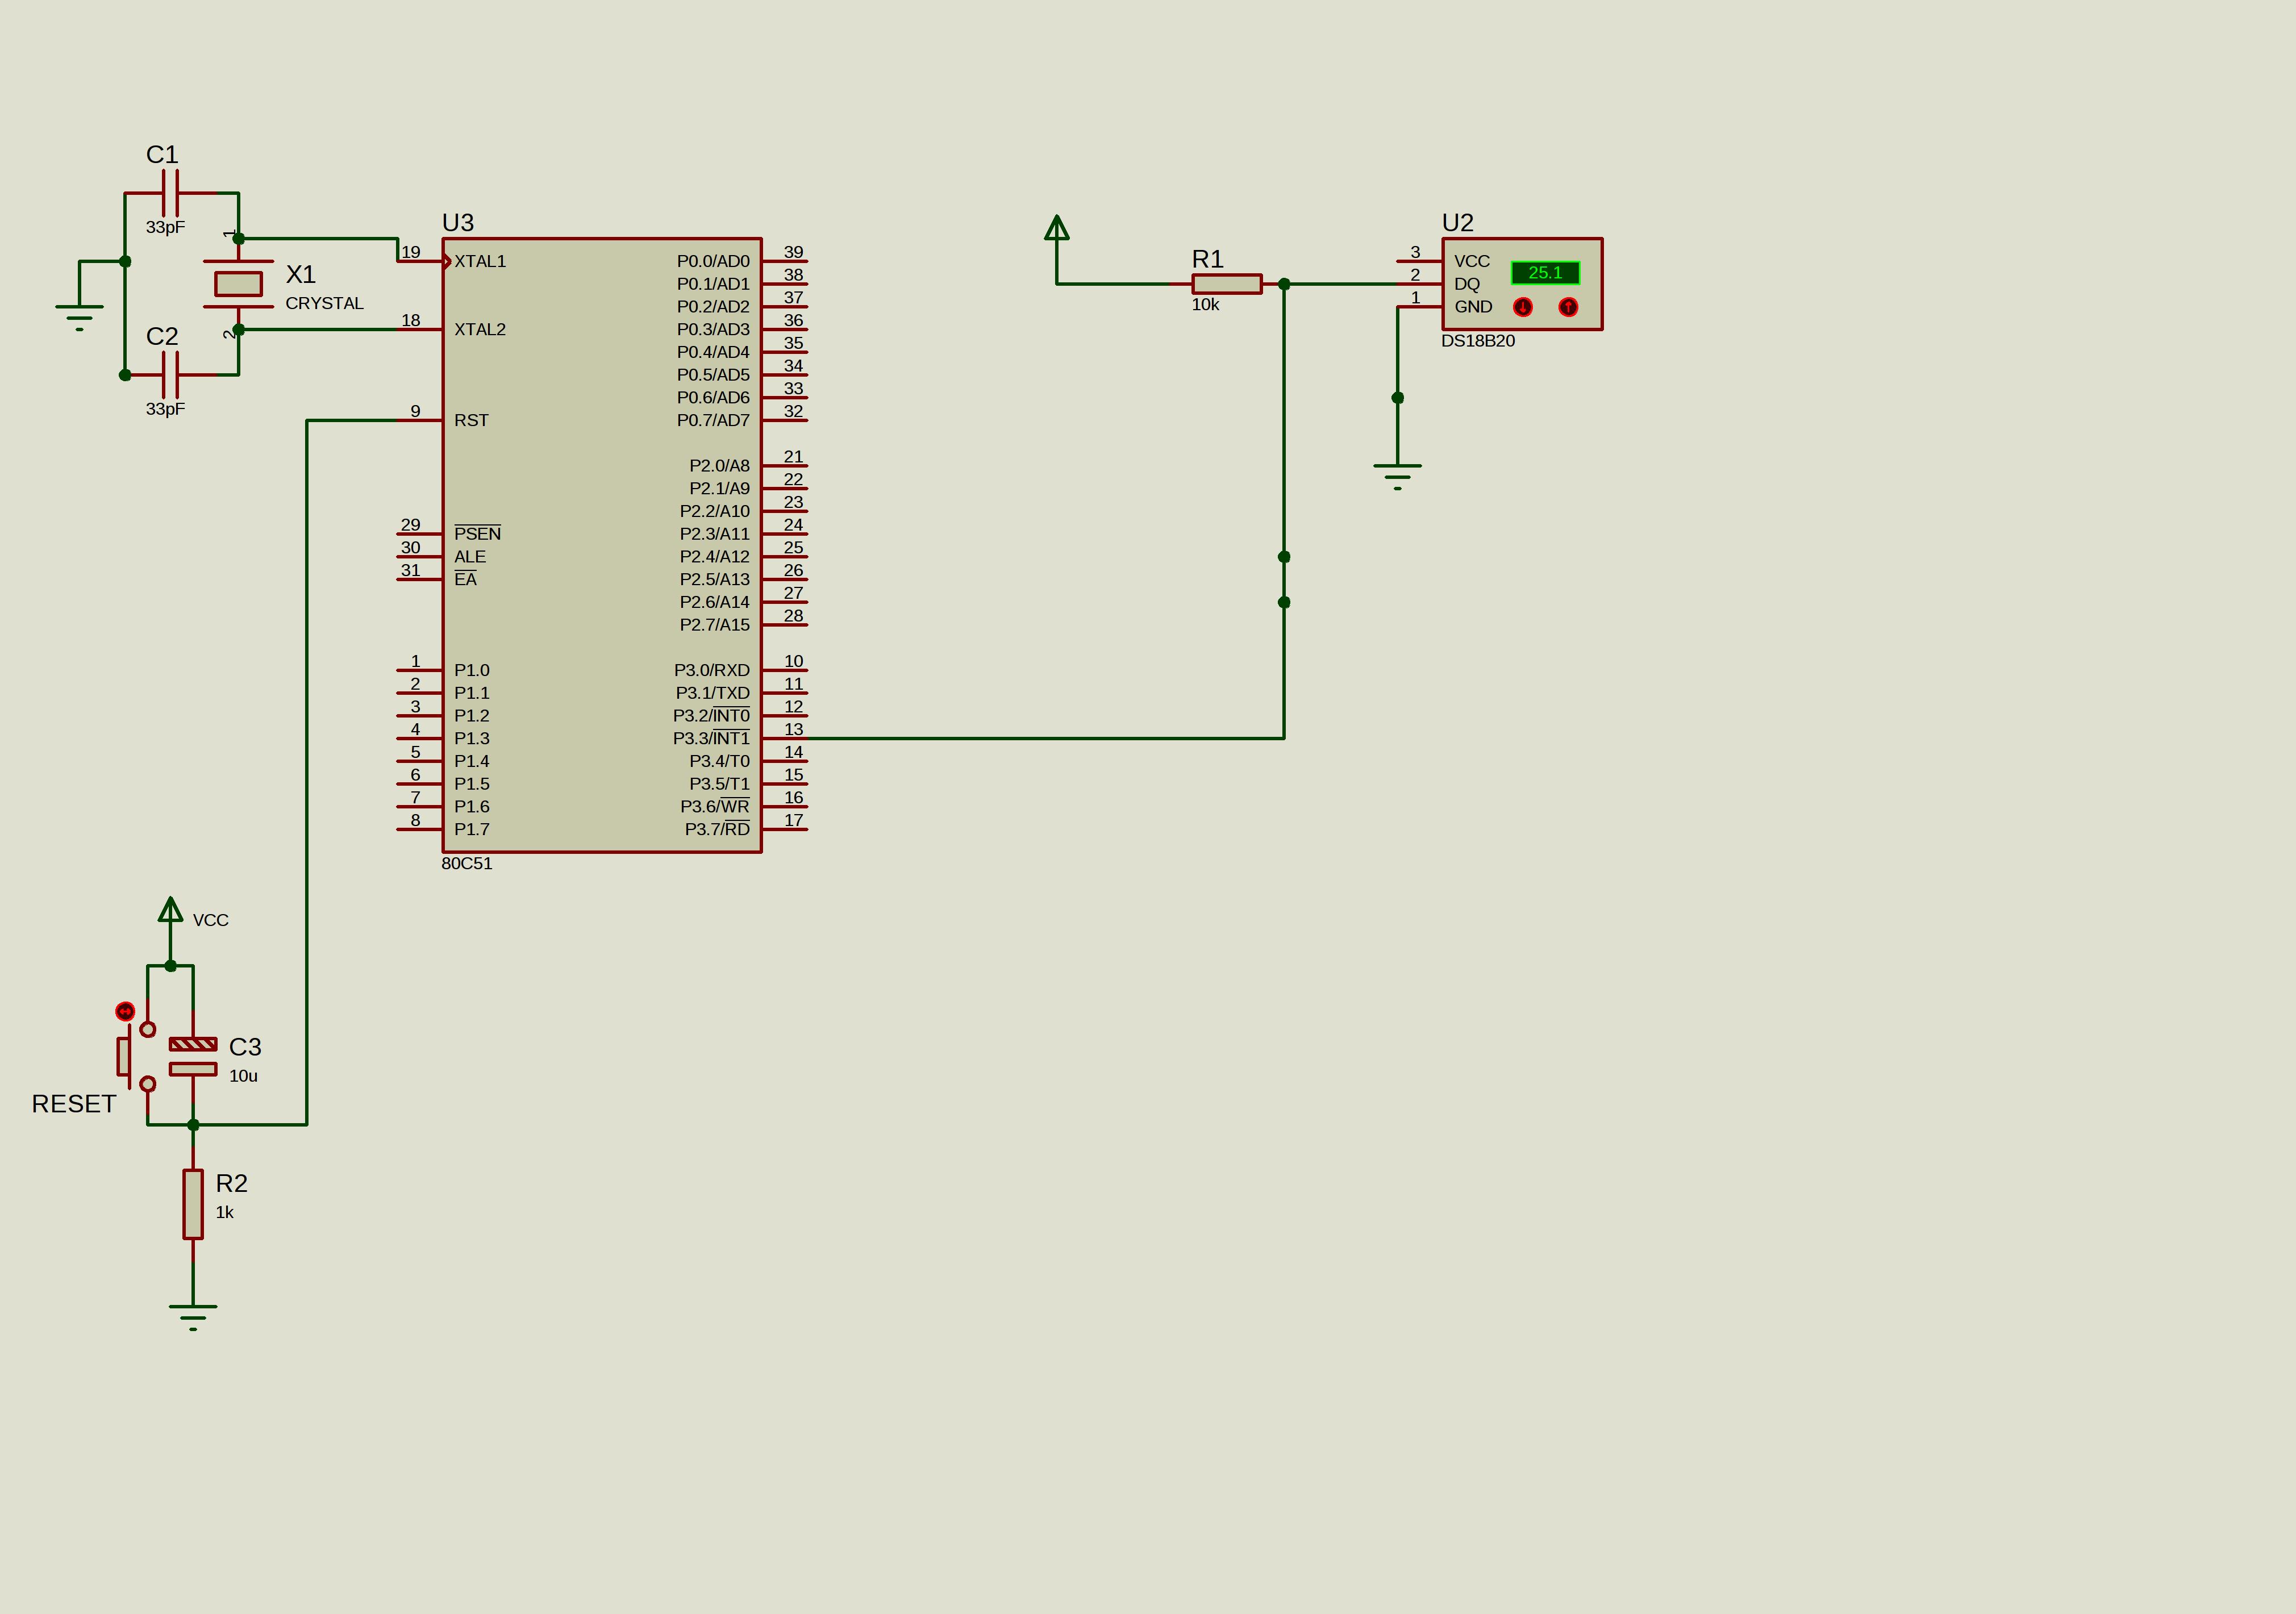 C1
33pF
1
X1
CRYSTAL
2
C2
33pF
U3
19 XTAL1
18 XTAL2
9 RST
29 PSEN
30 ALE
31 EA
1 P1.0
2 P1.1
3 P1.2
4 P1.3
5 P1.4
6 P1.5
7 P1.6
8 P1.7
P0.0/AD0 39
P0.1/AD1 38
P0.2/AD2 37
P0.3/AD3 36
P0.4/AD4 35
P0.5/AD5 34
P0.6/AD6 33
P0.7/AD7 32
P2.0/A8 21
P2.1/A9 22
P2.2/A10 23
P2.3/A11 24
P2.4/A12 25
P2.5/A13 26
P2.6/A14 27
P2.7/A15 28
P3.0/RXD 10
P3.1/TXD 11
P3.2/INT0 12
P3.3/INT1 13
P3.4/T0 14
P3.5/T1 15
P3.6/WR 16
P3.7/RD 17
80C51
R1
10k
U2
3 VCC
25.1
2 DQ
1 GND
DS18B20
VCC
C3
10u
RESET
R2
1k